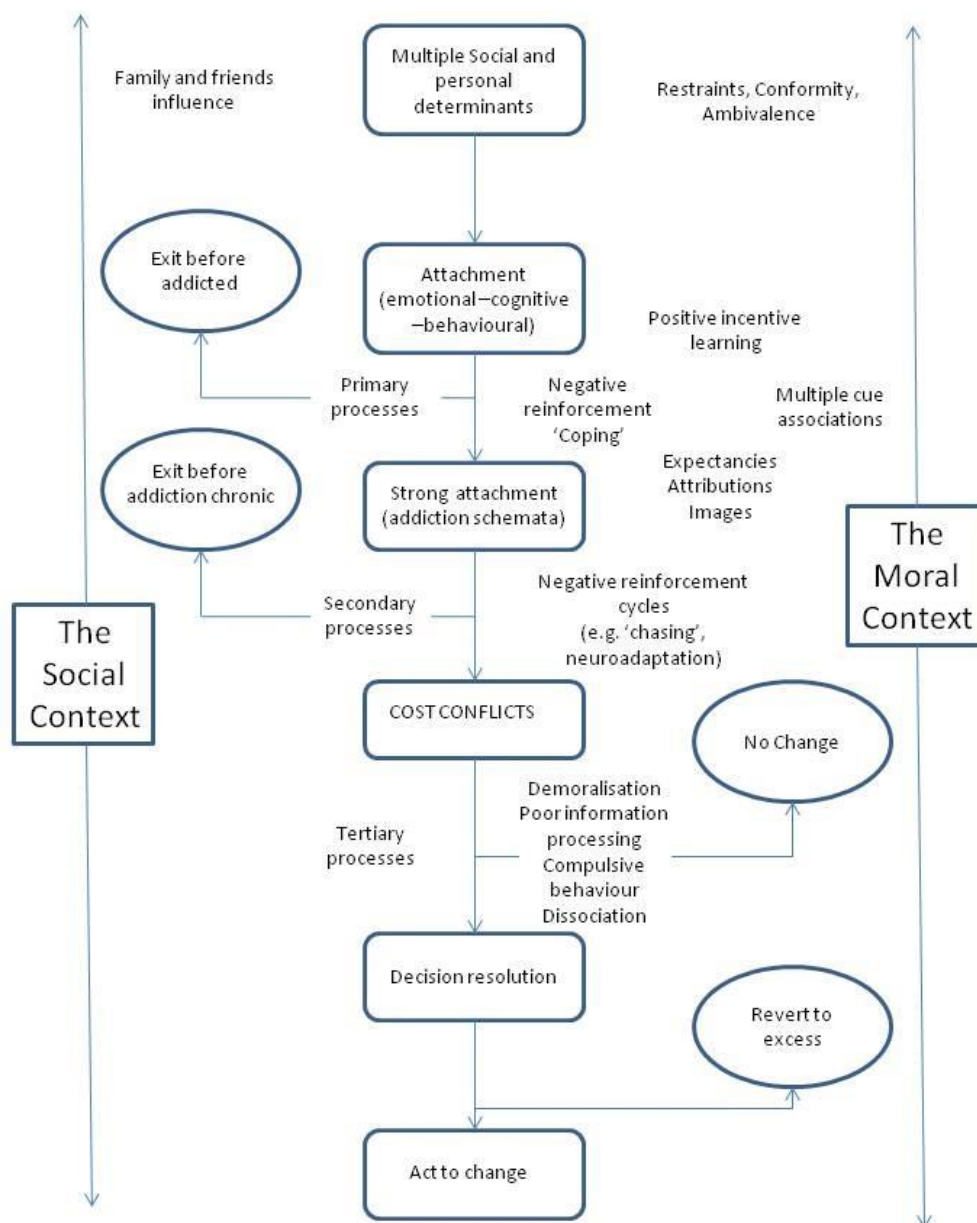 Multiple Social and
personal
determinants
Family and friends
influence
Restraints, Conformity,
Ambivalence
Exit before
addicted
Attachment
(emotional–cognitive
–behavioural)
Positive incentive
learning
Primary
processes
Negative
reinforcement
‘Coping’
Multiple cue
associations
Exit before
addiction chronic
Strong attachment
(addiction schemata)
Expectancies
Attributions
Images
The
Moral
Context
Secondary
processes
Negative reinforcement
cycles
(e.g. ‘chasing’,
neuroadaptation)
The
Social
Context
COST CONFLICTS
No Change
Tertiary
processes
Demoralisation
Poor information
processing
Compulsive
behaviour
Dissociation
Decision resolution
Revert to
excess
Act to change